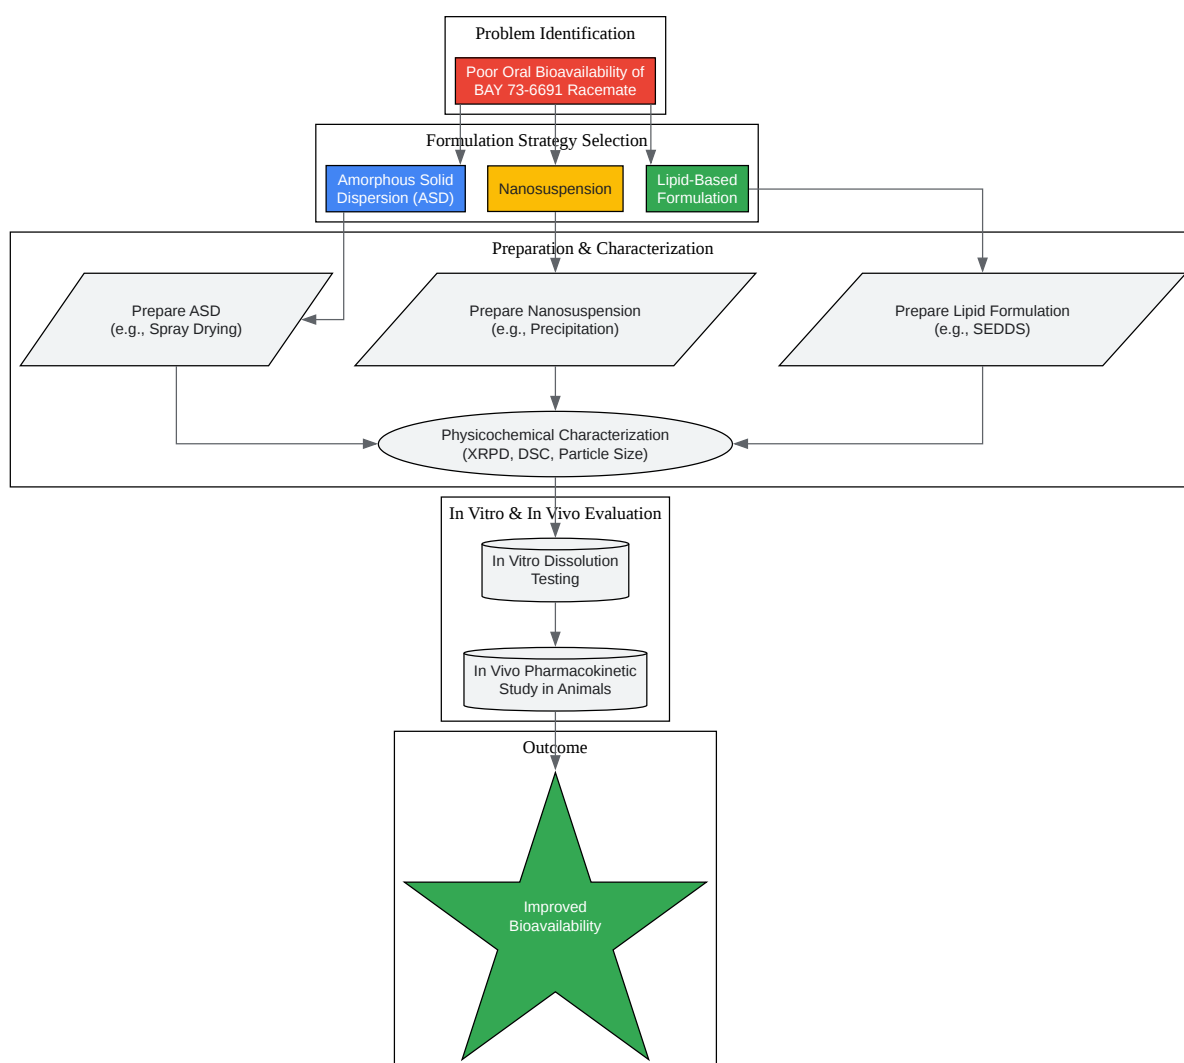 Problem Identification
Poor Oral Bioavailability of
BAY 73-6691 Racemate
Formulation Strategy Selection
Amorphous Solid
Dispersion (ASD)
Nanosuspension
Lipid-Based
Formulation
Preparation & Characterization
Prepare ASD
(e.g., Spray Drying)
Prepare Nanosuspension
(e.g., Precipitation)
Prepare Lipid Formulation
(e.g., SEDDS)
Physicochemical Characterization
(XRPD, DSC, Particle Size)
In Vitro & In Vivo Evaluation
In Vitro Dissolution
Testing
In Vivo Pharmacokinetic
Study in Animals
Outcome
Improved
Bioavailability